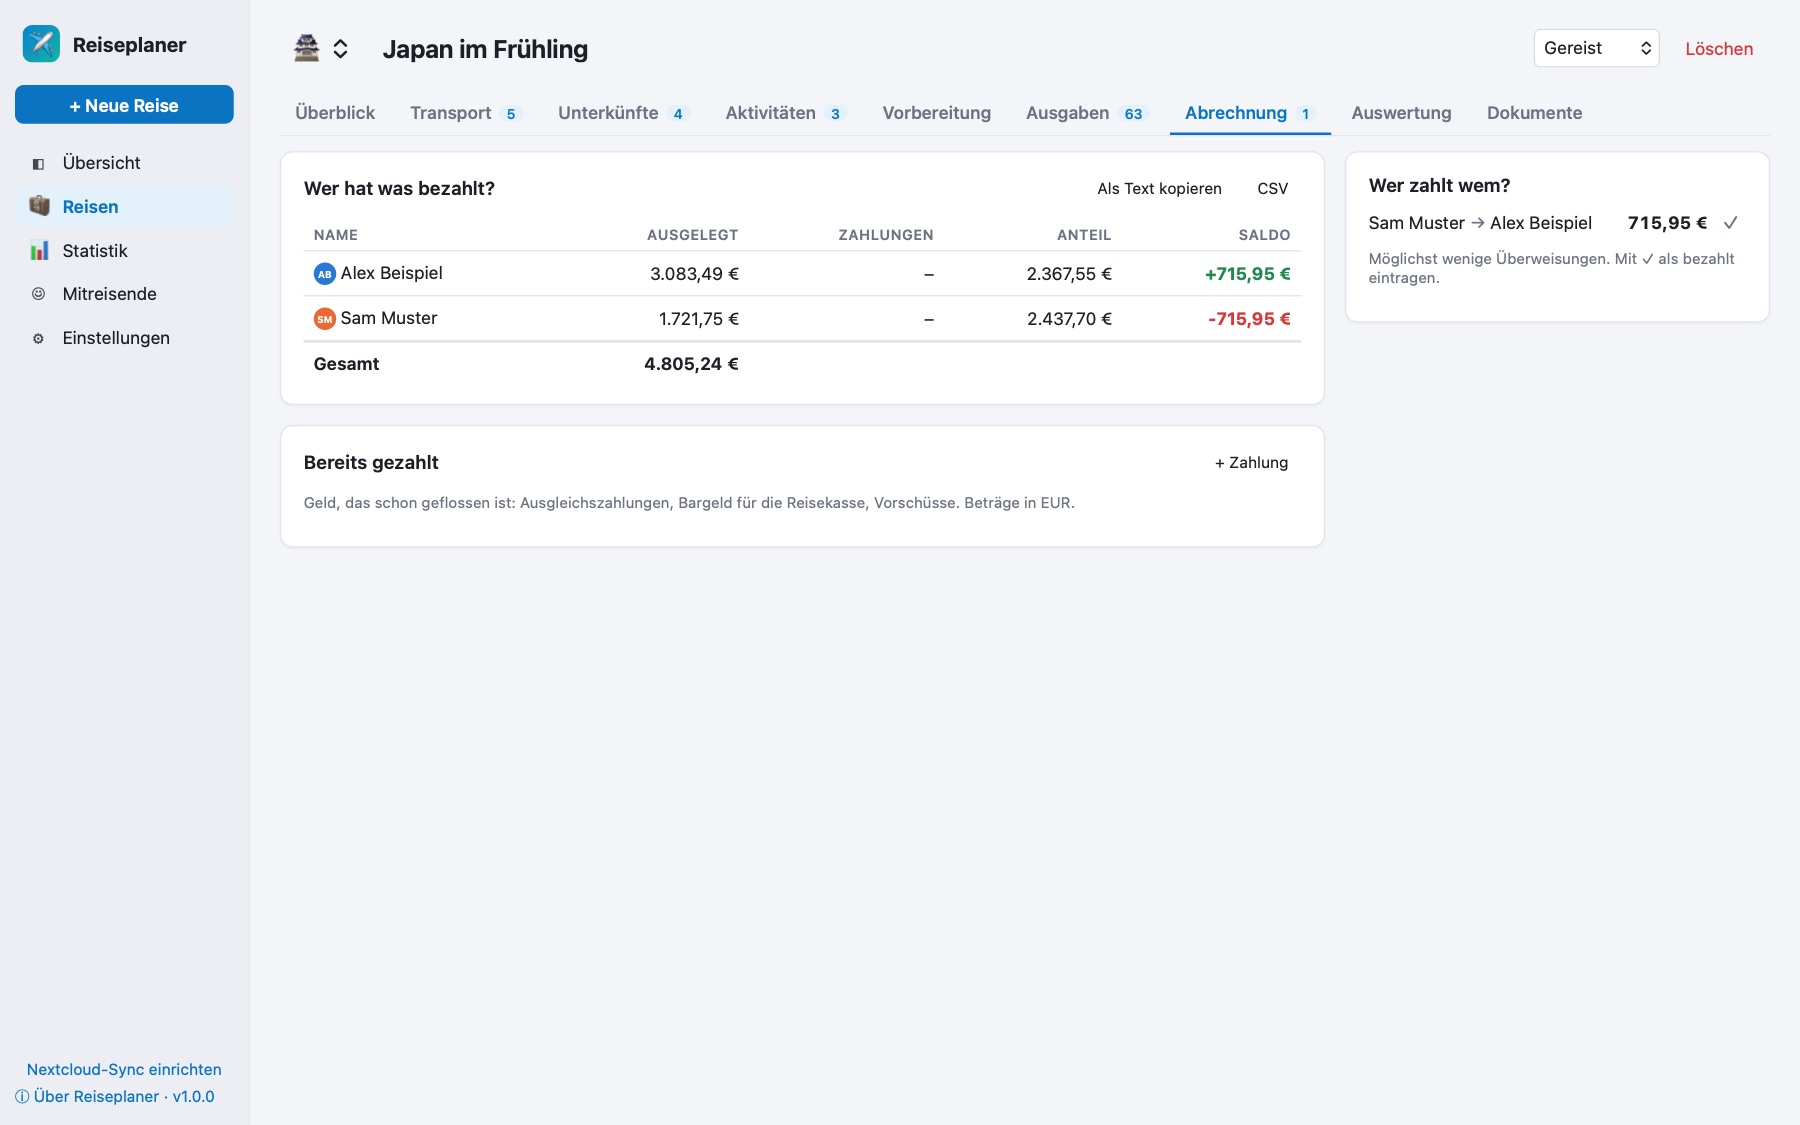 Reiseplaner
+ Neue Reise
Übersicht
Reisen
Statistik
Mitreisende
Einstellungen
Nextcloud-Sync einrichten
ⓘ Über Reiseplaner · v1.0.0
Japan im Frühling
Gereist
Löschen
Überblick Transport 5 Unterkünfte 4 Aktivitäten 3 Vorbereitung Ausgaben 63 Abrechnung 1 Auswertung Dokumente
Wer hat was bezahlt? Als Text kopieren CSV
NAME AUSGELEGT ZAHLUNGEN ANTEIL SALDO
AB Alex Beispiel 3.083,49 € – 2.367,55 € +715,95 €
SM Sam Muster 1.721,75 € – 2.437,70 € -715,95 €
Gesamt 4.805,24 €
Bereits gezahlt + Zahlung
Geld, das schon geflossen ist: Ausgleichszahlungen, Bargeld für die Reisekasse, Vorschüsse. Beträge in EUR.
Wer zahlt wem?
Sam Muster → Alex Beispiel 715,95 € ✓
Möglichst wenige Überweisungen. Mit ✓ als bezahlt
eintragen.